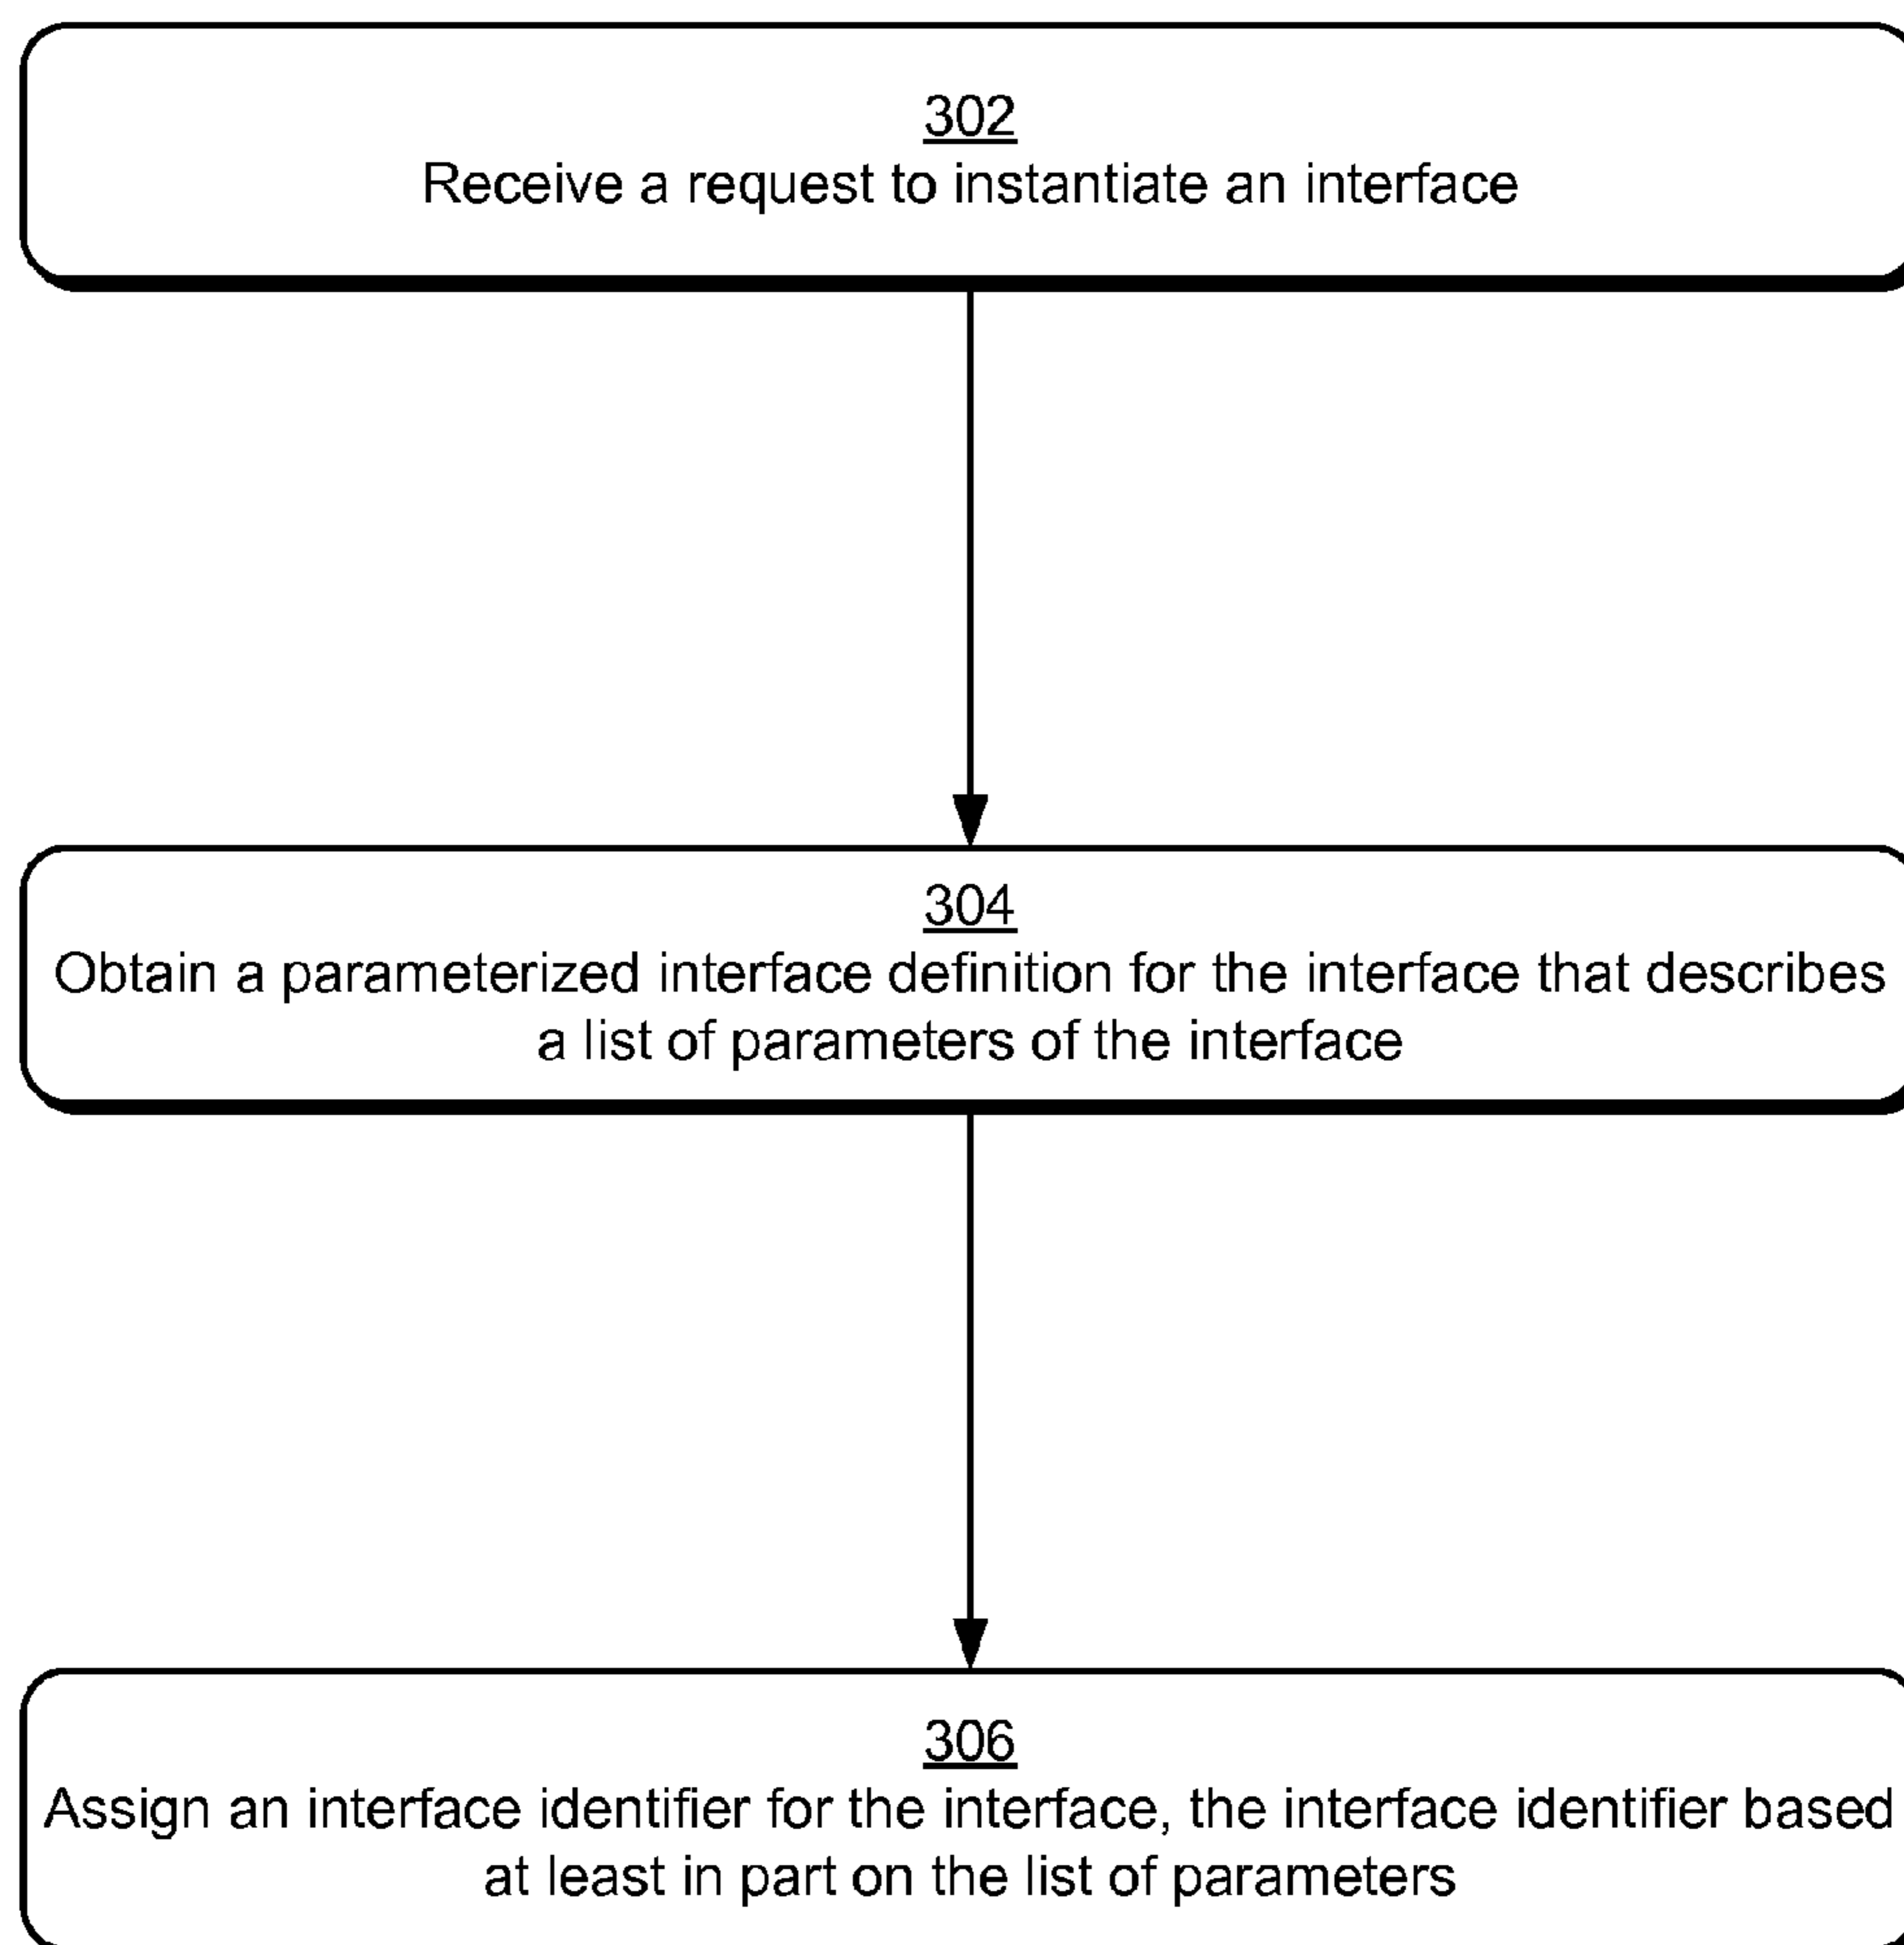 302
Receive a request to instantiate an interface
304
Obtain a parameterized interface definition for the interface that describes
a list of parameters of the interface
306
Assign an interface identifier for the interface, the interface identifier based
at least in part on the list of parameters